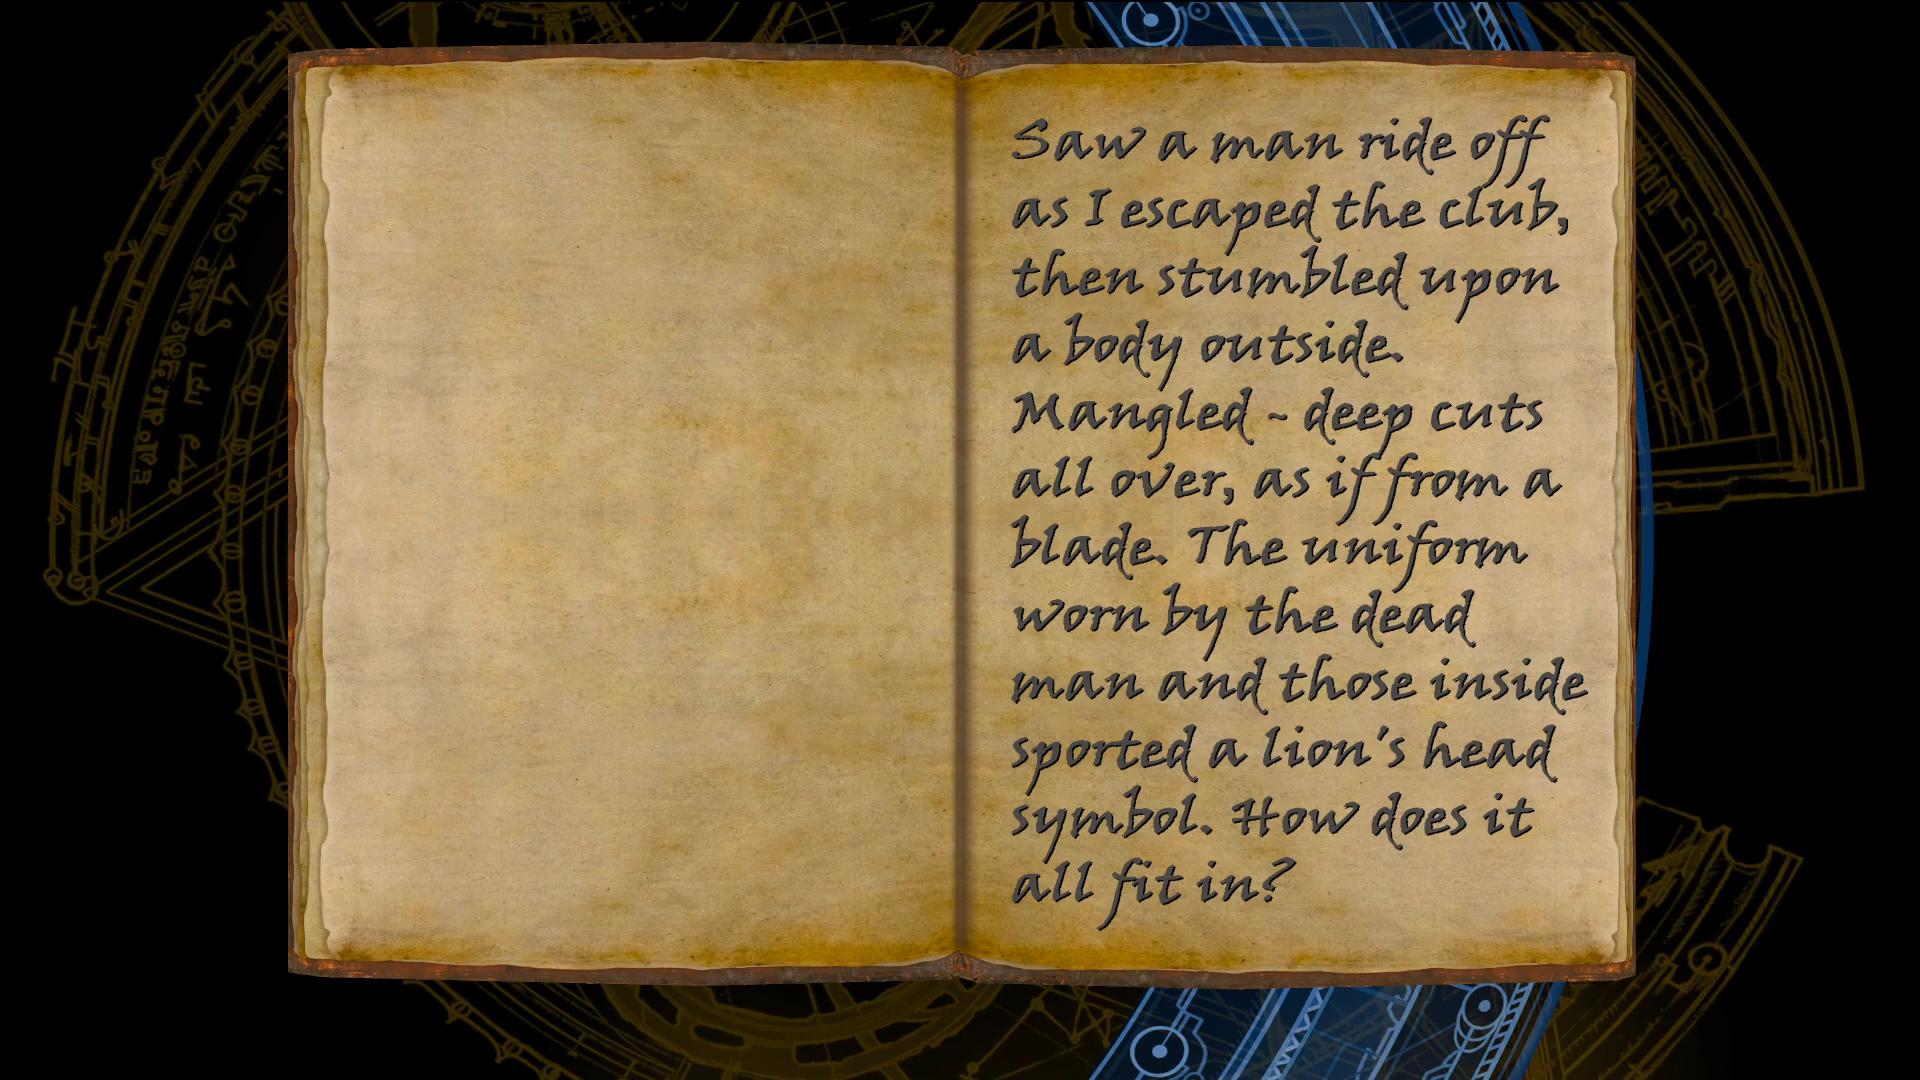 Saw a man ride off
as I escaped the club,
then stumbled upon
a body outside.
Mangled - deep cuts
all over, as if from a
blade. The uniform
worn by the dead
man and those inside
sported a lion's head
symbol. How does it
all fit in?